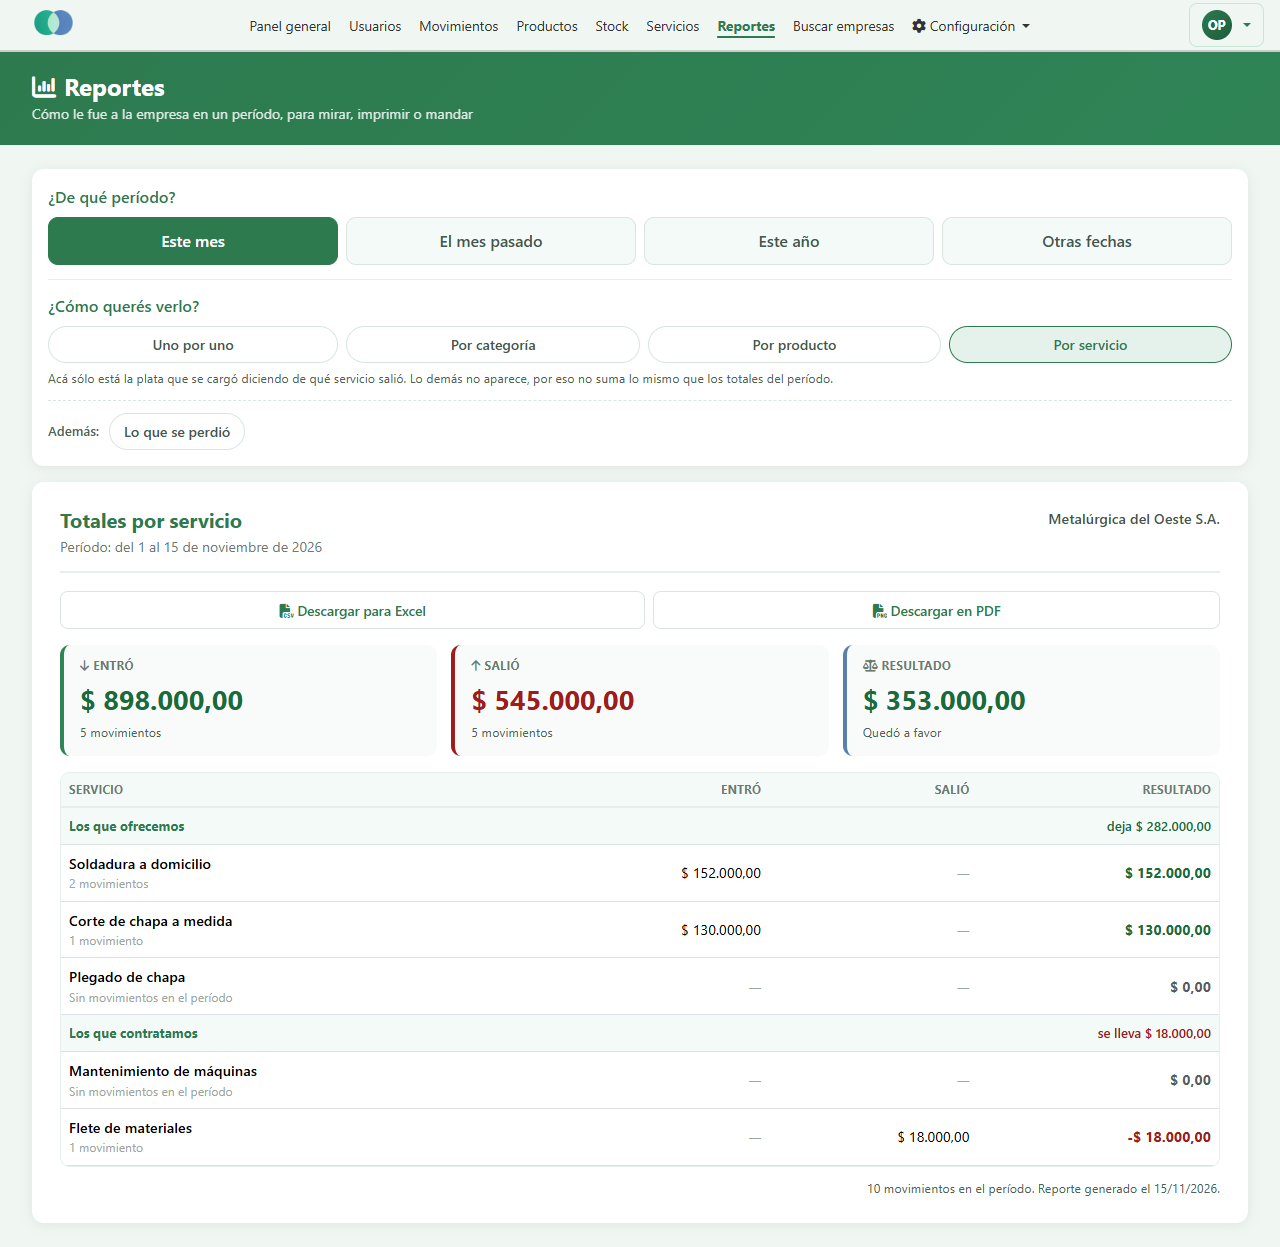 Panel general
Usuarios
Movimientos
Productos
Stock
Servicios
Reportes
Buscar empresas
Configuración
OP
Reportes
Cómo le fue a la empresa en un período, para mirar, imprimir o mandar
¿De qué período?
Este mes
El mes pasado
Este año
Otras fechas
¿Cómo querés verlo?
Uno por uno
Por categoría
Por producto
Por servicio
Acá sólo está la plata que se cargó diciendo de qué servicio salió. Lo demás no aparece, por eso no suma lo mismo que los totales del período.
Además:
Lo que se perdió
Totales por servicio
Metalúrgica del Oeste S.A.
Período: del 1 al 15 de noviembre de 2026
Descargar para Excel
Descargar en PDF
ENTRÓ
$ 898.000,00
5 movimientos
SALIÓ
$ 545.000,00
5 movimientos
RESULTADO
$ 353.000,00
Quedó a favor
SERVICIO ENTRÓ SALIÓ RESULTADO
Los que ofrecemos deja $ 282.000,00
Soldadura a domicilio
2 movimientos
$ 152.000,00 — $ 152.000,00
Corte de chapa a medida
1 movimiento
$ 130.000,00 — $ 130.000,00
Plegado de chapa
Sin movimientos en el período
— — $ 0,00
Los que contratamos se lleva $ 18.000,00
Mantenimiento de máquinas
Sin movimientos en el período
— — $ 0,00
Flete de materiales
1 movimiento
— $ 18.000,00 -$ 18.000,00
10 movimientos en el período. Reporte generado el 15/11/2026.